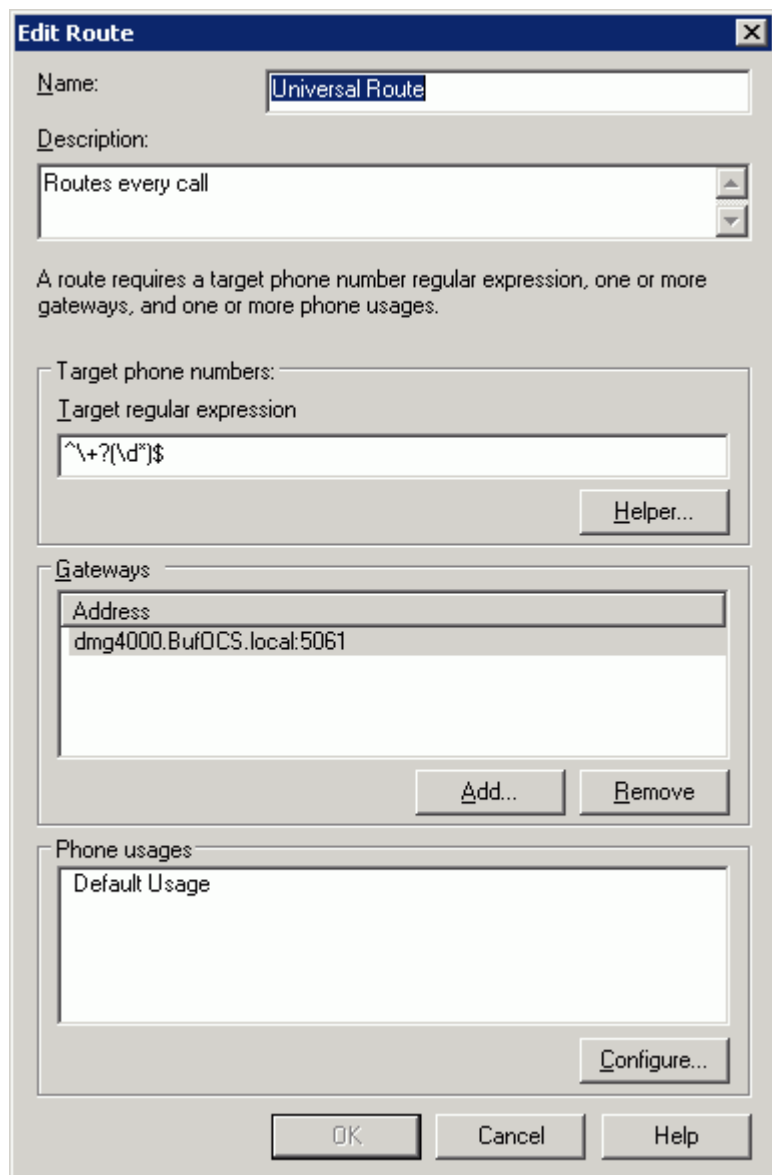 Edit Route
Name:
Universal Route
Description:
Routes every call
A route requires a target phone number regular expression, one or more
gateways, and one or more phone usages.
Target phone numbers:
Target regular expression
^\+?(\d*)$
Helper...
Gateways
Address
dmg4000.BufOCS.local:5061
Add...
Remove
Phone usages
Default Usage
Configure...
OK
Cancel
Help